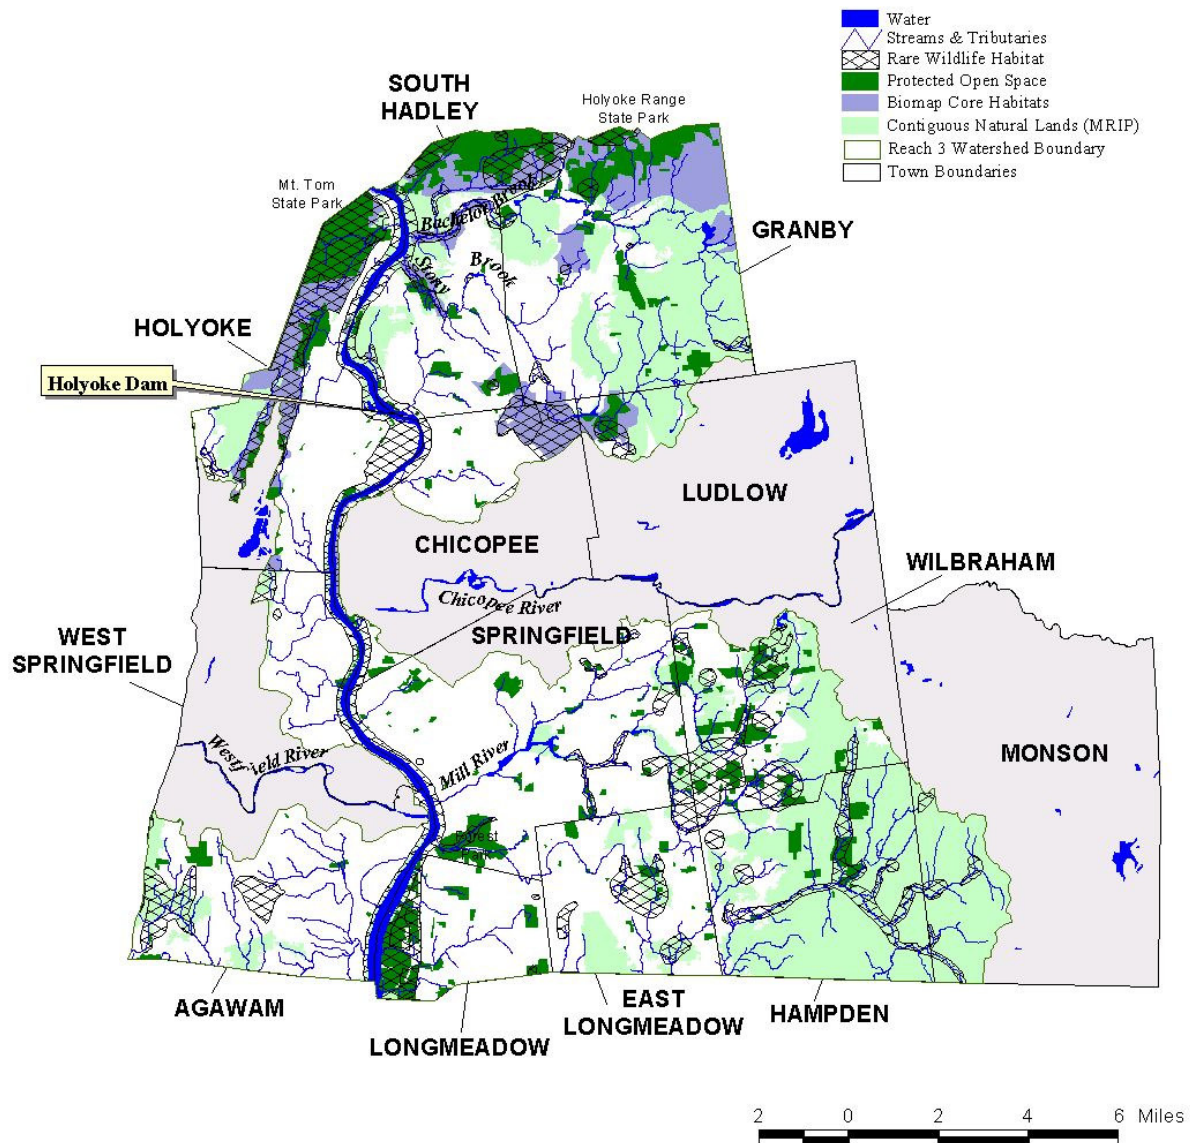 Water
Streams & Tributaries
Rare Wildlife Habitat
Protected Open Space
Biomap Core Habitats
Contiguous Natural Lands (MRIP)
Reach 3 Watershed Boundary
Town Boundaries
SOUTH
HADLEY
Holyoke Range
State Park
Mt. Tom
State Park
Bachelor Brook
GRANBY
Stony
Brook
HOLYOKE
Holyoke Dam
LUDLOW
CHICOPEE
WILBRAHAM
Chicopee River
SPRINGFIELD
WEST
SPRINGFIELD
Westfield River
Mill River
MONSON
Forest
Park
AGAWAM
LONGMEADOW
EAST
LONGMEADOW
HAMPDEN
2 0 2 4 6 Miles